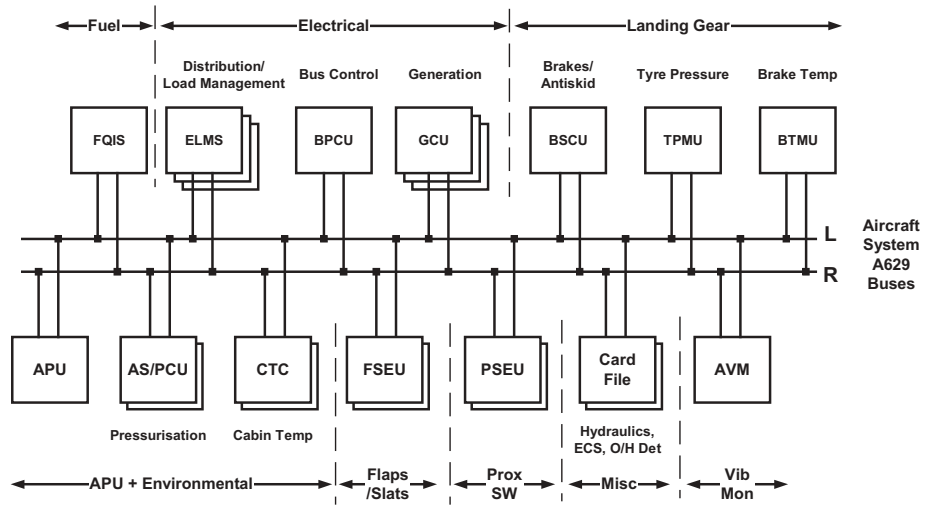 Fuel
Electrical
Landing Gear
Distribution/
Load Management
Bus Control
Generation
Brakes/
Antiskid
Tyre Pressure
Brake Temp
FQIS
ELMS
BPCU
GCU
BSCU
TPMU
BTMU
L
R
Aircraft
System
A629
Buses
APU
AS/PCU
CTC
FSEU
PSEU
Card
File
AVM
Pressurisation
Cabin Temp
Hydraulics,
ECS, O/H Det
APU + Environmental
Flaps
/Slats
Prox
SW
Misc
Vib
Mon